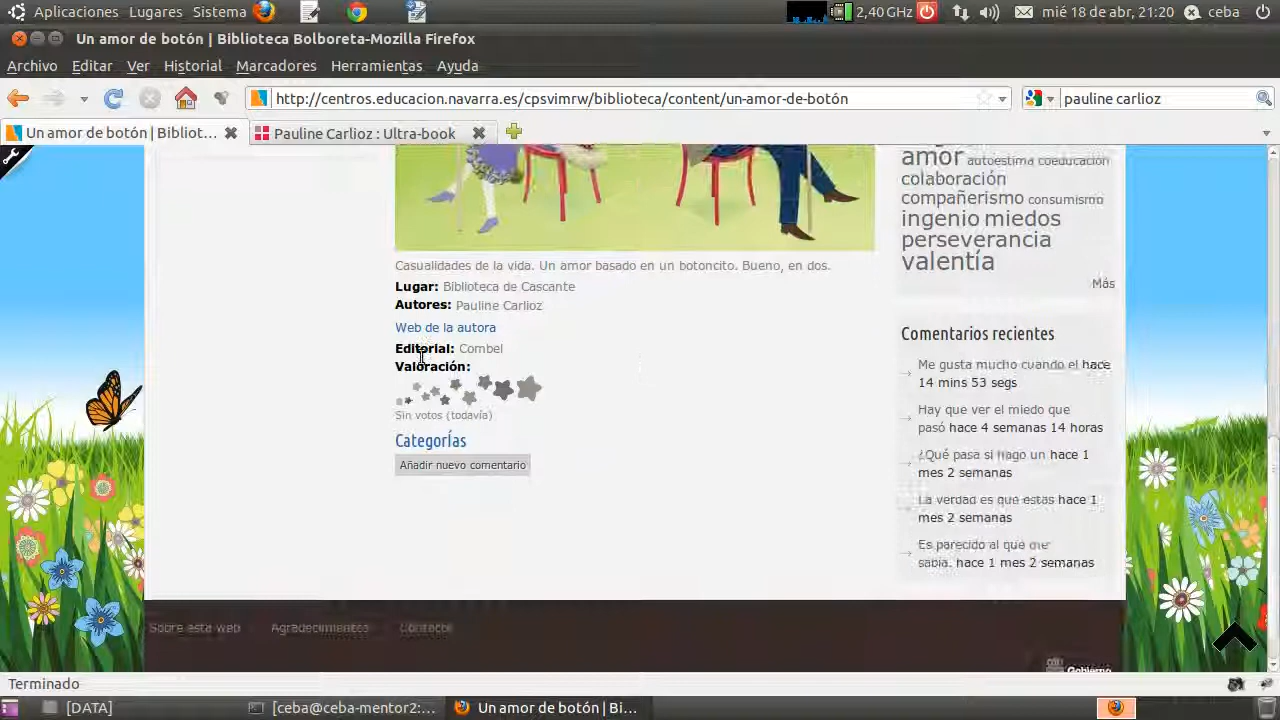 Aplicaciones Lugares Sistema 2,40 GHz mié 18 de abr, 21:20 ceba
Un amor de botón | Biblioteca Bolboreta-Mozilla Firefox
Archivo Editar Ver Historial Marcadores Herramientas Ayuda
http://centros.educacion.navarra.es/cpsvimrw/biblioteca/content/un-amor-de-botón pauline carlioz
Un amor de botón | Bibliot... Pauline Carlioz : Ultra-book
amor autoestima coeducación
colaboración
compañerismo consumismo
ingenio miedos
perseverancia
valentía
Más
Casualidades de la vida. Un amor basado en un botoncito. Bueno, en dos.
Lugar: Biblioteca de Cascante
Autores: Pauline Carlioz
Web de la autora
Editorial: Combel
Valoración:
Sin votos (todavía)
Categorías
Añadir nuevo comentario
Comentarios recientes
Me gusta mucho cuando el hace
14 mins 53 segs
Hay que ver el miedo que
pasó hace 4 semanas 14 horas
¿Qué pasa si hago un hace 1
mes 2 semanas
La verdad es que estas hace 1
mes 2 semanas
Es parecido al que me
sabía. hace 1 mes 2 semanas
Sobre esta web Agradecimientos Contacto
Gobierno
Terminado
[DATA] [ceba@ceba-mentor2:... Un amor de botón | Bi...